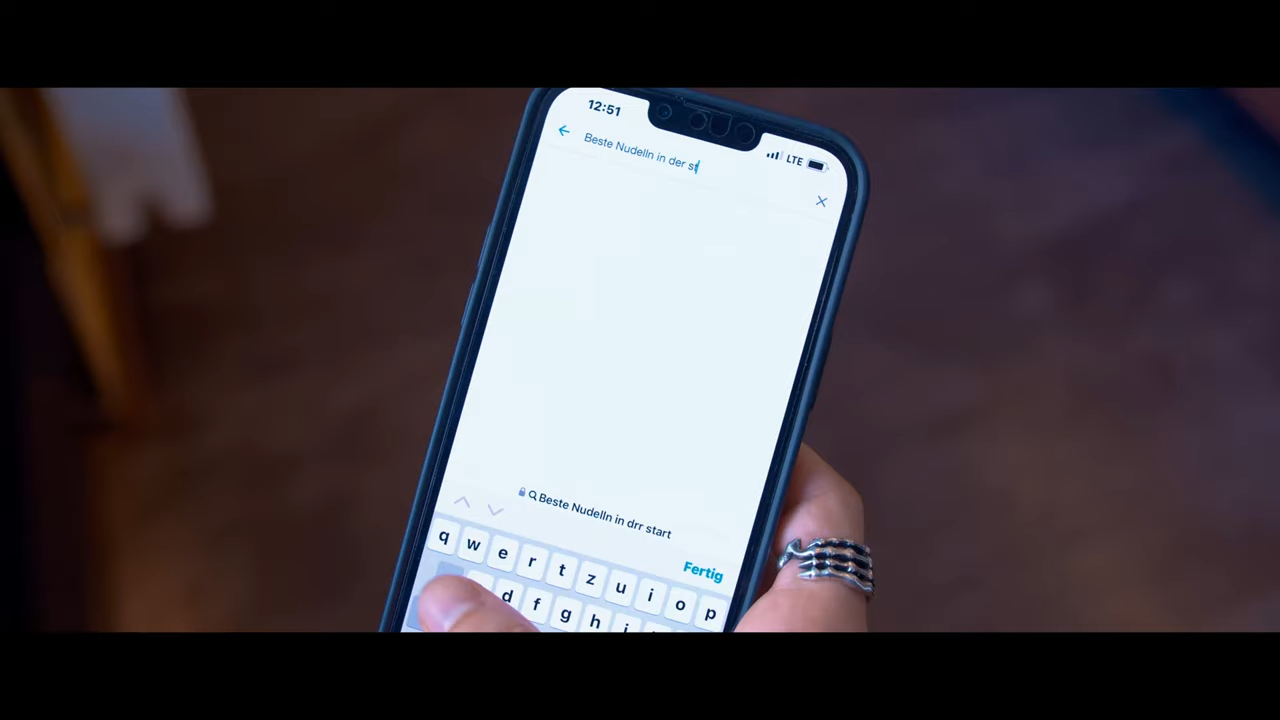 12:51
LTE
Beste Nudelln in der st
Beste Nudelln in drr start
Fertig
q w e r t z u i o p
d f g h